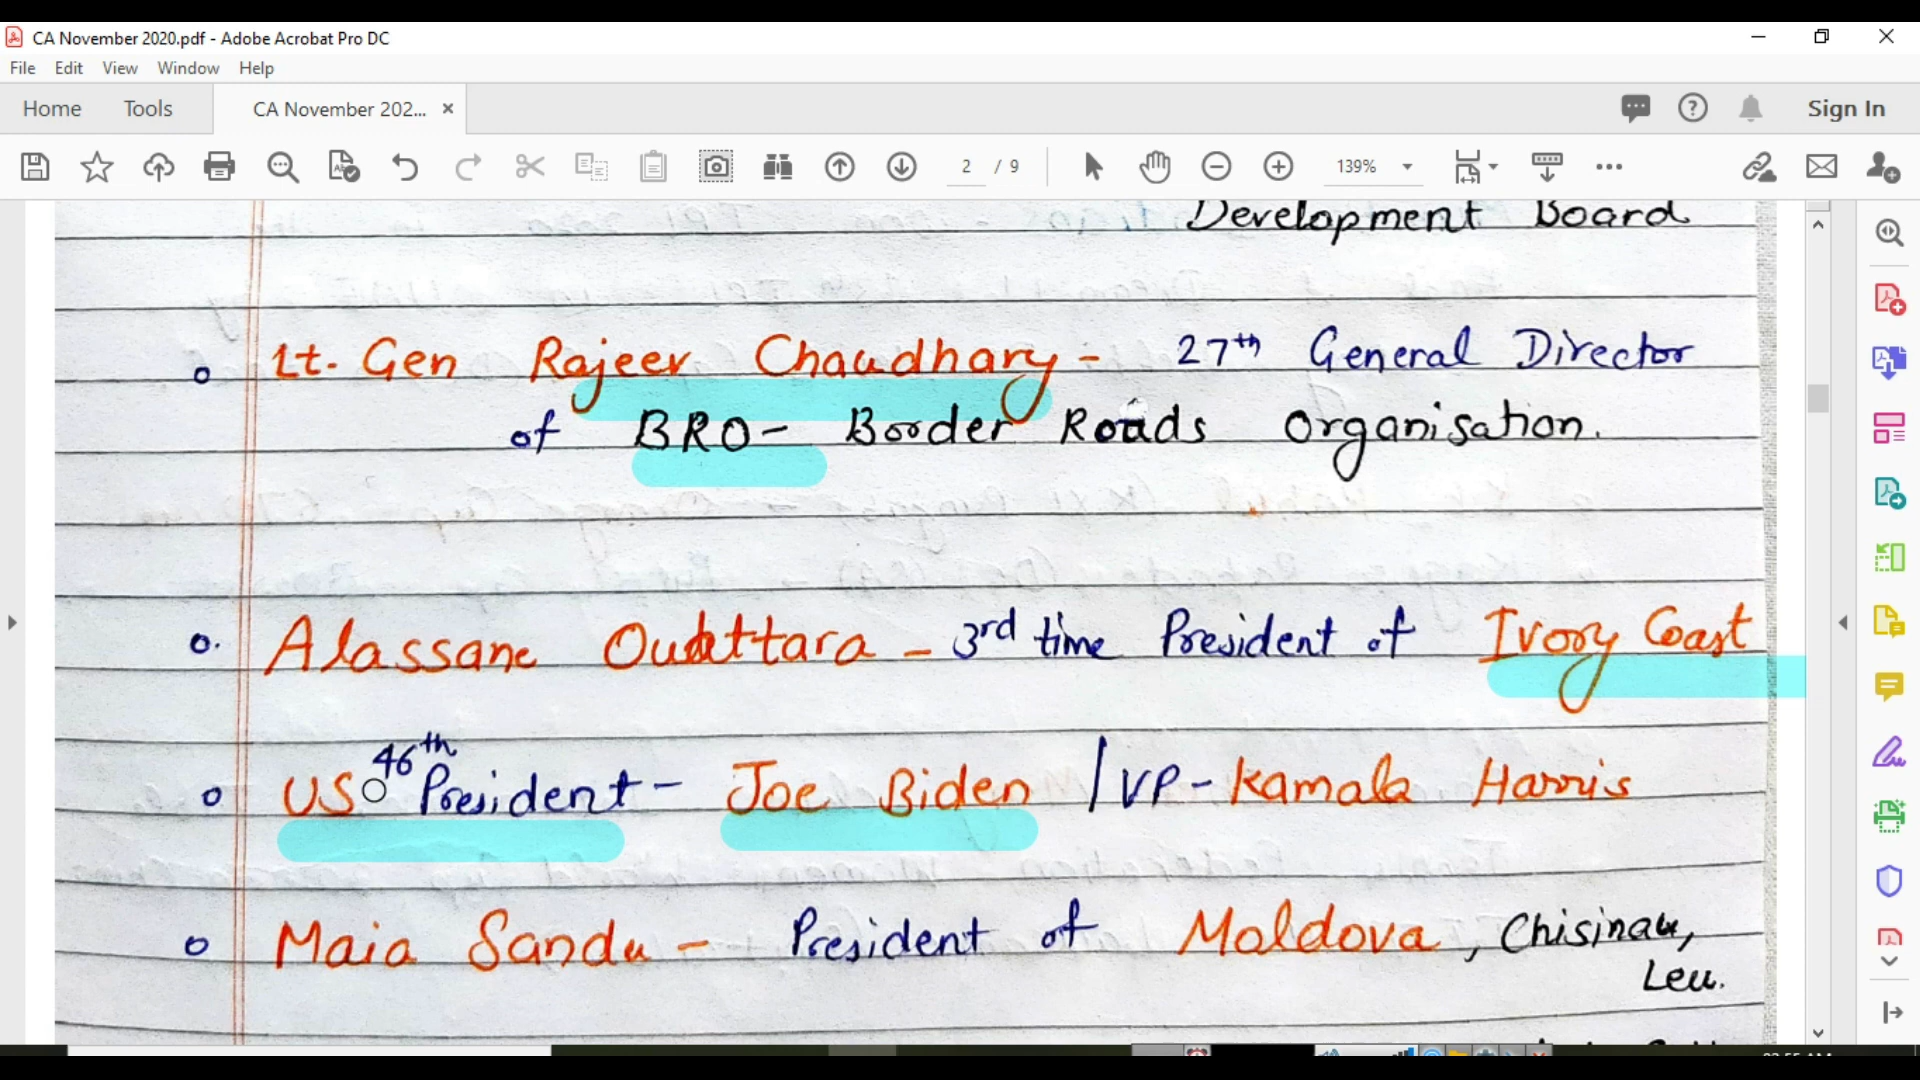 CA November 2020.pdf - Adobe Acrobat Pro DC
File Edit View Window Help
Home Tools CA November 202... × Sign In
2 / 9 139%
Development Board
o Lt. Gen Rajeev Chaudhary - 27th General Director
of BRO - Border Roads Organisation.
o. Alassane Ouattara - 3rd time President of Ivory Coast
o US 46th President - Joe Biden / VP - Kamala Harris
o Maia Sandu - President of Moldova, Chisinau,
Leu.